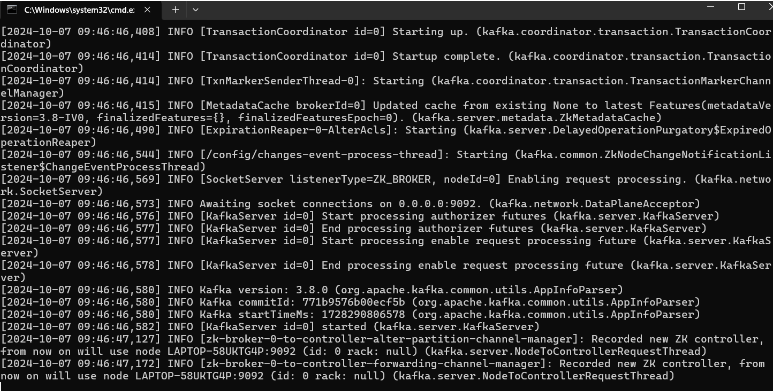 C:\Windows\system32\cmd.e:
[2024-10-07 09:46:46,408] INFO [TransactionCoordinator id=0] Starting up. (kafka.coordinator.transaction.TransactionCoor
dinator)
[2024-10-07 09:46:46,414] INFO [TransactionCoordinator id=0] Startup complete. (kafka.coordinator.transaction.Transactio
nCoordinator)
[2024-10-07 09:46:46,414] INFO [TxnMarkerSenderThread-0]: Starting (kafka.coordinator.transaction.TransactionMarkerChann
elManager)
[2024-10-07 09:46:46,415] INFO [MetadataCache brokerId=0] Updated cache from existing None to latest Features(metadataVe
rsion=3.8-IV0, finalizedFeatures={}, finalizedFeaturesEpoch=0). (kafka.server.metadata.ZkMetadataCache)
[2024-10-07 09:46:46,490] INFO [ExpirationReaper-0-AlterAcls]: Starting (kafka.server.DelayedOperationPurgatory$ExpiredO
perationReaper)
[2024-10-07 09:46:46,544] INFO [/config/changes-event-process-thread]: Starting (kafka.common.ZkNodeChangeNotificationLi
stener$ChangeEventProcessThread)
[2024-10-07 09:46:46,569] INFO [SocketServer listenerType=ZK_BROKER, nodeId=0] Enabling request processing. (kafka.netwo
rk.SocketServer)
[2024-10-07 09:46:46,573] INFO Awaiting socket connections on 0.0.0.0:9092. (kafka.network.DataPlaneAcceptor)
[2024-10-07 09:46:46,576] INFO [KafkaServer id=0] Start processing authorizer futures (kafka.server.KafkaServer)
[2024-10-07 09:46:46,577] INFO [KafkaServer id=0] End processing authorizer futures (kafka.server.KafkaServer)
[2024-10-07 09:46:46,577] INFO [KafkaServer id=0] Start processing enable request processing future (kafka.server.KafkaS
erver)
[2024-10-07 09:46:46,578] INFO [KafkaServer id=0] End processing enable request processing future (kafka.server.KafkaSer
ver)
[2024-10-07 09:46:46,580] INFO Kafka version: 3.8.0 (org.apache.kafka.common.utils.AppInfoParser)
[2024-10-07 09:46:46,580] INFO Kafka commitId: 771b9576b00ecf5b (org.apache.kafka.common.utils.AppInfoParser)
[2024-10-07 09:46:46,580] INFO Kafka startTimeMs: 1728290806578 (org.apache.kafka.common.utils.AppInfoParser)
[2024-10-07 09:46:46,582] INFO [KafkaServer id=0] started (kafka.server.KafkaServer)
[2024-10-07 09:46:47,127] INFO [zk-broker-0-to-controller-alter-partition-channel-manager]: Recorded new ZK controller,
from now on will use node LAPTOP-58UKTG4P:9092 (id: 0 rack: null) (kafka.server.NodeToControllerRequestThread)
[2024-10-07 09:46:47,172] INFO [zk-broker-0-to-controller-forwarding-channel-manager]: Recorded new ZK controller, from
now on will use node LAPTOP-58UKTG4P:9092 (id: 0 rack: null) (kafka.server.NodeToControllerRequestThread)